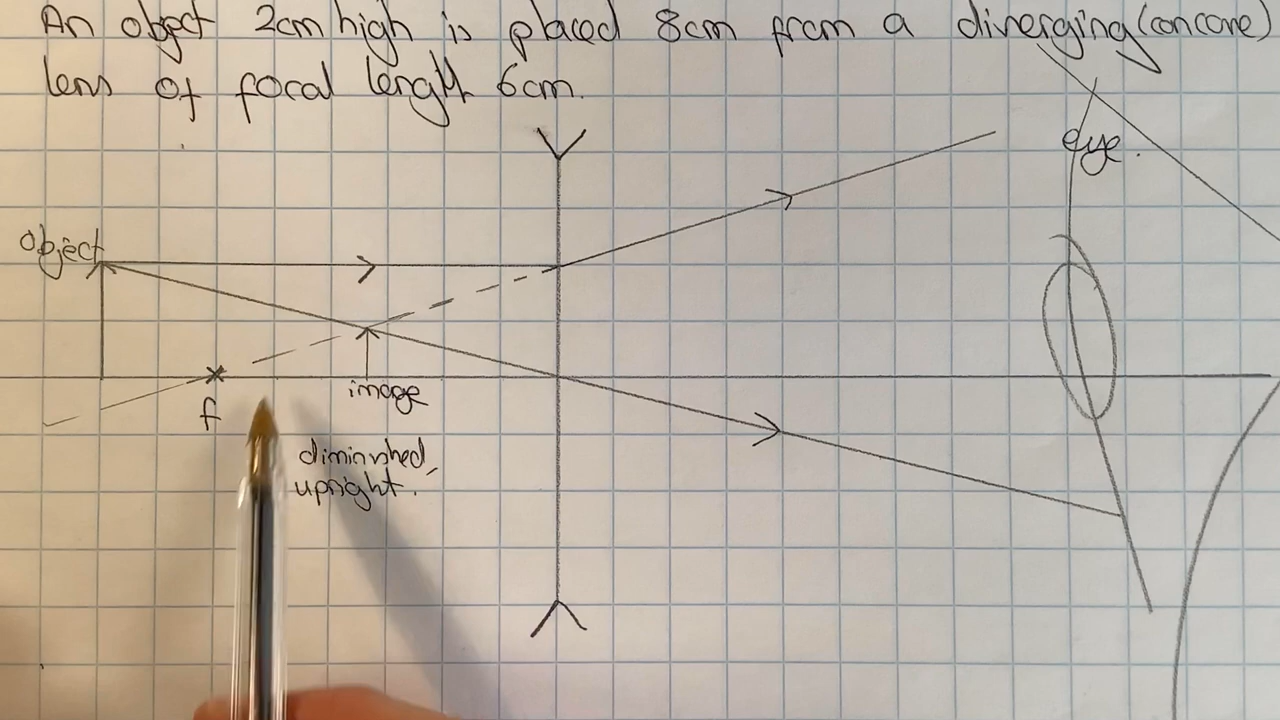 An object 2cm high is placed 8cm from a diverging (concave)
lens of focal length 6cm.
eye.
object
image
f
diminished,
upright.